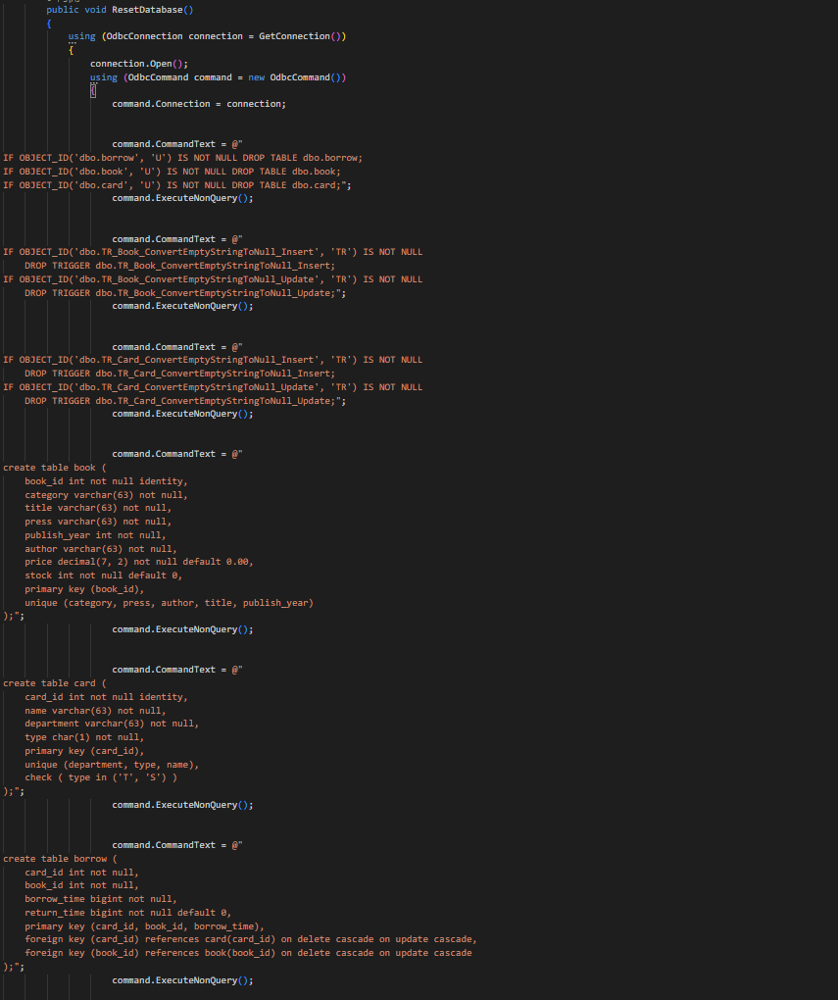 public void ResetDatabase()
{
using (OdbcConnection connection = GetConnection())
{
connection.Open();
using (OdbcCommand command = new OdbcCommand())
{
command.Connection = connection;
command.CommandText = @"
IF OBJECT_ID('dbo.borrow', 'U') IS NOT NULL DROP TABLE dbo.borrow;
IF OBJECT_ID('dbo.book', 'U') IS NOT NULL DROP TABLE dbo.book;
IF OBJECT_ID('dbo.card', 'U') IS NOT NULL DROP TABLE dbo.card;";
command.ExecuteNonQuery();
command.CommandText = @"
IF OBJECT_ID('dbo.TR_Book_ConvertEmptyStringToNull_Insert', 'TR') IS NOT NULL
DROP TRIGGER dbo.TR_Book_ConvertEmptyStringToNull_Insert;
IF OBJECT_ID('dbo.TR_Book_ConvertEmptyStringToNull_Update', 'TR') IS NOT NULL
DROP TRIGGER dbo.TR_Book_ConvertEmptyStringToNull_Update;";
command.ExecuteNonQuery();
command.CommandText = @"
IF OBJECT_ID('dbo.TR_Card_ConvertEmptyStringToNull_Insert', 'TR') IS NOT NULL
DROP TRIGGER dbo.TR_Card_ConvertEmptyStringToNull_Insert;
IF OBJECT_ID('dbo.TR_Card_ConvertEmptyStringToNull_Update', 'TR') IS NOT NULL
DROP TRIGGER dbo.TR_Card_ConvertEmptyStringToNull_Update;";
command.ExecuteNonQuery();
command.CommandText = @"
create table book (
book_id int not null identity,
category varchar(63) not null,
title varchar(63) not null,
press varchar(63) not null,
publish_year int not null,
author varchar(63) not null,
price decimal(7, 2) not null default 0.00,
stock int not null default 0,
primary key (book_id),
unique (category, press, author, title, publish_year)
);";
command.ExecuteNonQuery();
command.CommandText = @"
create table card (
card_id int not null identity,
name varchar(63) not null,
department varchar(63) not null,
type char(1) not null,
primary key (card_id),
unique (department, type, name),
check ( type in ('T', 'S') )
);";
command.ExecuteNonQuery();
command.CommandText = @"
create table borrow (
card_id int not null,
book_id int not null,
borrow_time bigint not null,
return_time bigint not null default 0,
primary key (card_id, book_id, borrow_time),
foreign key (card_id) references card(card_id) on delete cascade on update cascade,
foreign key (book_id) references book(book_id) on delete cascade on update cascade
);";
command.ExecuteNonQuery();